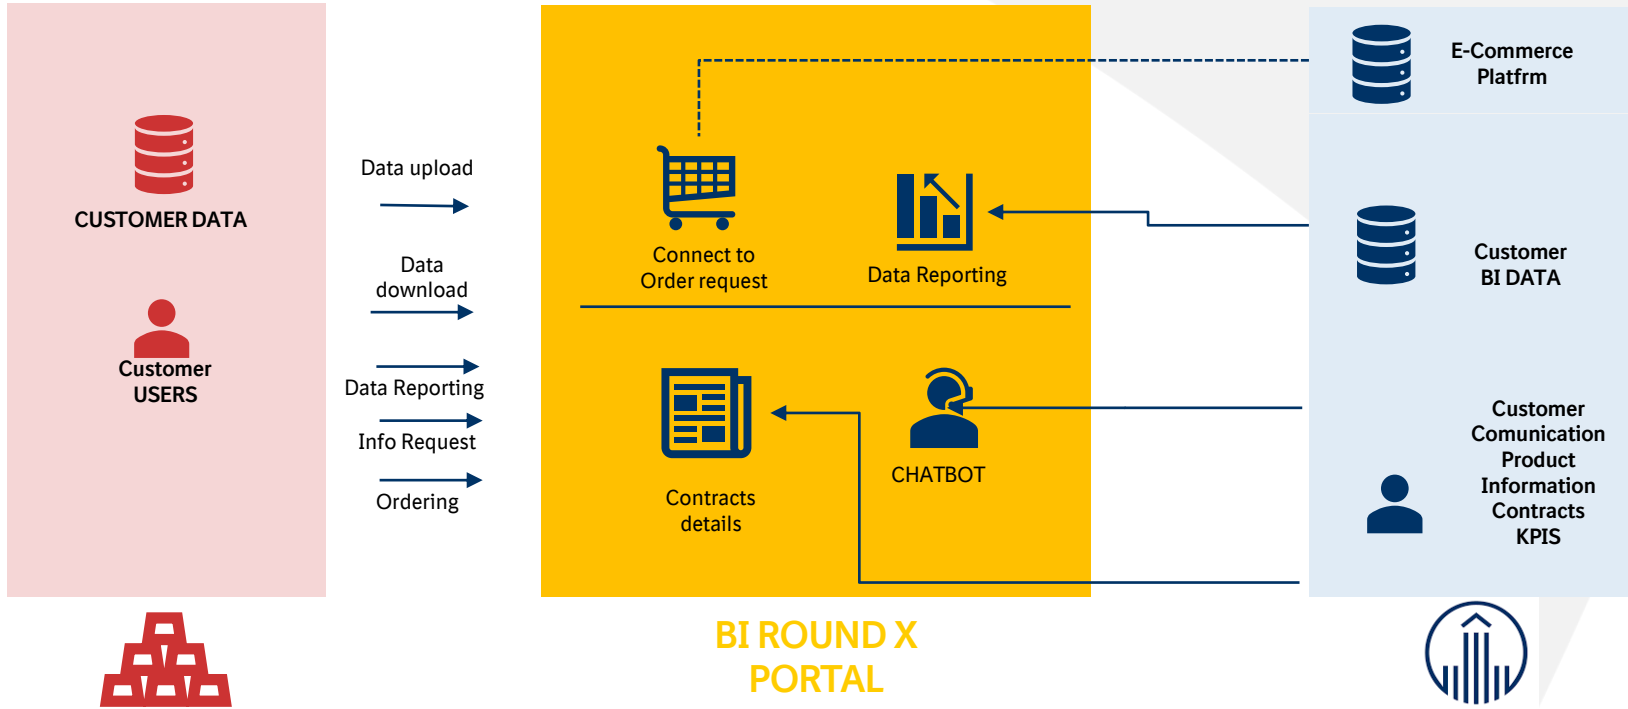 CUSTOMER DATA
Customer
USERS
Data upload
Data
download
Data Reporting
Info Request
Ordering
Connect to
Order request
Data Reporting
Contracts
details
CHATBOT
BI ROUND X
PORTAL
E-Commerce
Platfrm
Customer
BI DATA
Customer
Comunication
Product
Information
Contracts
KPIS